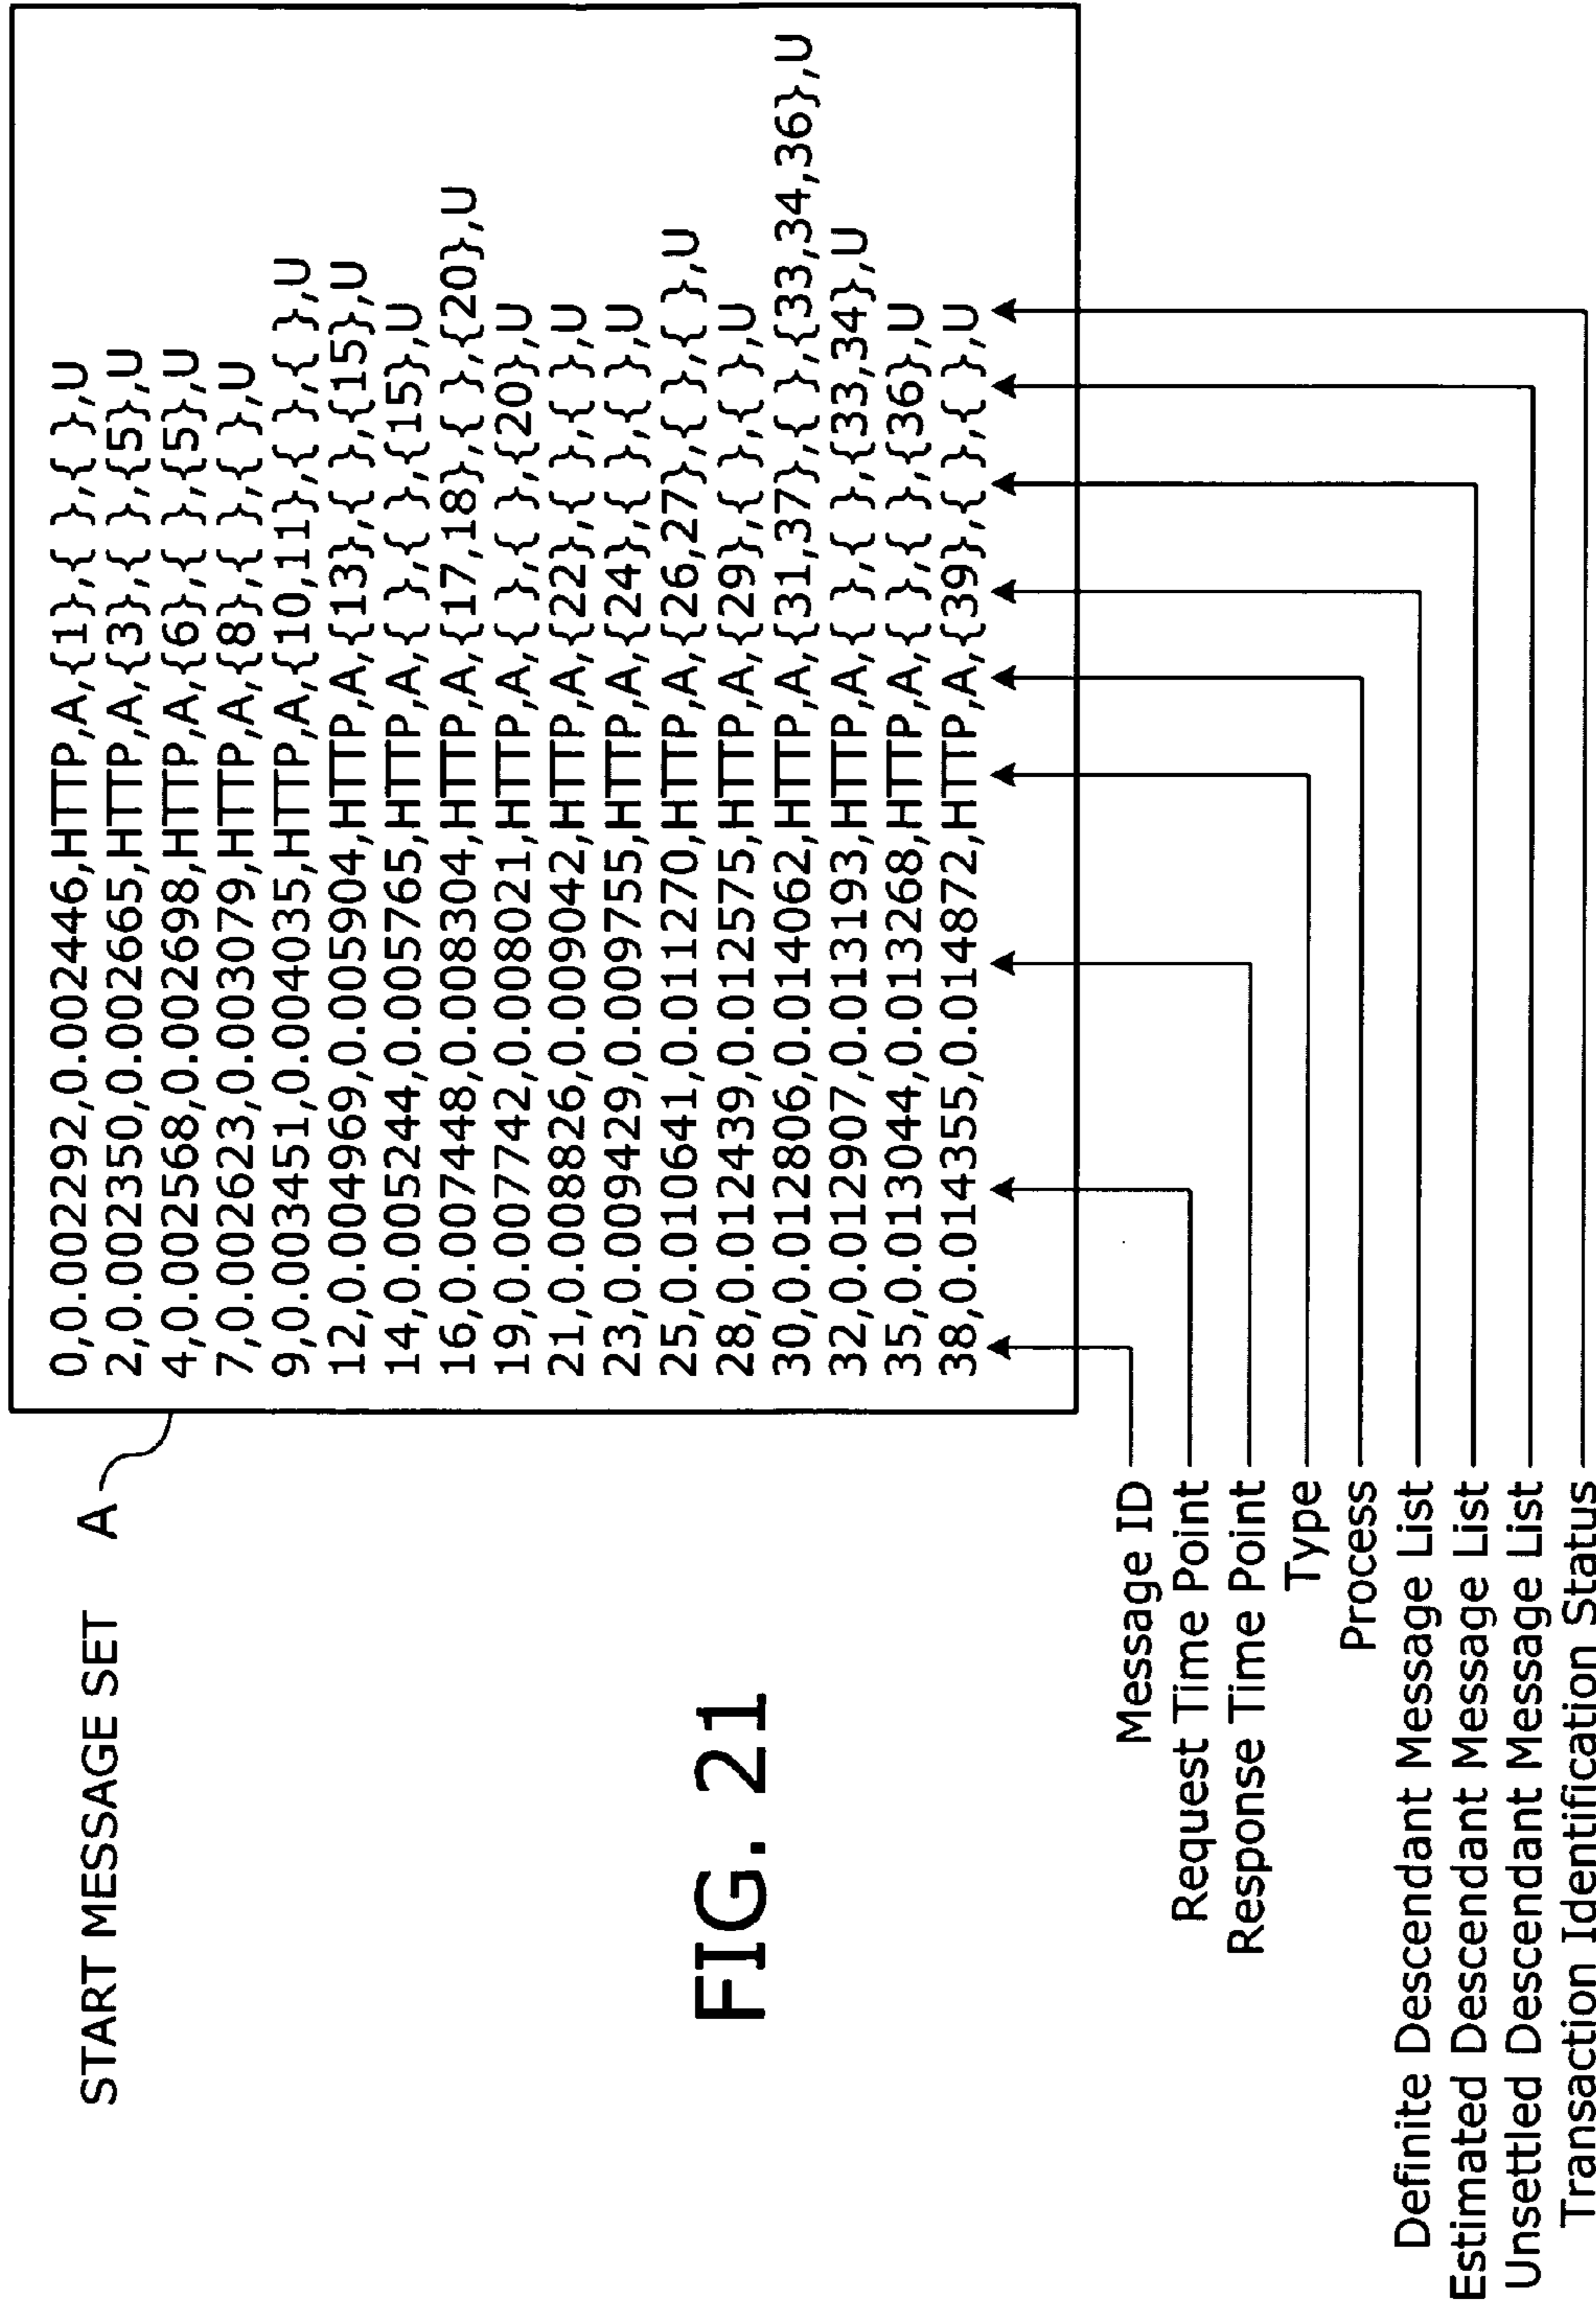 START MESSAGE SET A
0,0.002292,0.002446,HTTP,A,{1},{ },{ },U
2,0.002350,0.002665,HTTP,A,{3},{ },{5},U
4,0.002568,0.002698,HTTP,A,{6},{ },{5},U
7,0.002623,0.003079,HTTP,A,{8},{ },{ },U
9,0.003451,0.004035,HTTP,A,{10,11},{ },{ },U
12,0.004969,0.005904,HTTP,A,{13},{ },{15},U
14,0.005244,0.005765,HTTP,A,{ },{ },{15},U
16,0.007448,0.008304,HTTP,A,{17,18},{ },{20},U
19,0.007742,0.008021,HTTP,A,{ },{ },{20},U
21,0.008826,0.009042,HTTP,A,{22},{ },{ },U
23,0.009429,0.009755,HTTP,A,{24},{ },{ },U
25,0.010641,0.011270,HTTP,A,{26,27},{ },{ },U
28,0.012439,0.012575,HTTP,A,{29},{ },{ },U
30,0.012806,0.014062,HTTP,A,{31,37},{ },{33,34,36},U
32,0.012907,0.013193,HTTP,A,{ },{ },{33,34},U
35,0.013044,0.013268,HTTP,A,{ },{ },{36},U
38,0.014355,0.014872,HTTP,A,{39},{ },{ },U
FIG. 21
Message ID
Request Time Point
Response Time Point
Type
Process
Definite Descendant Message List
Estimated Descendant Message List
Unsettled Descendant Message List
Transaction Identification Status